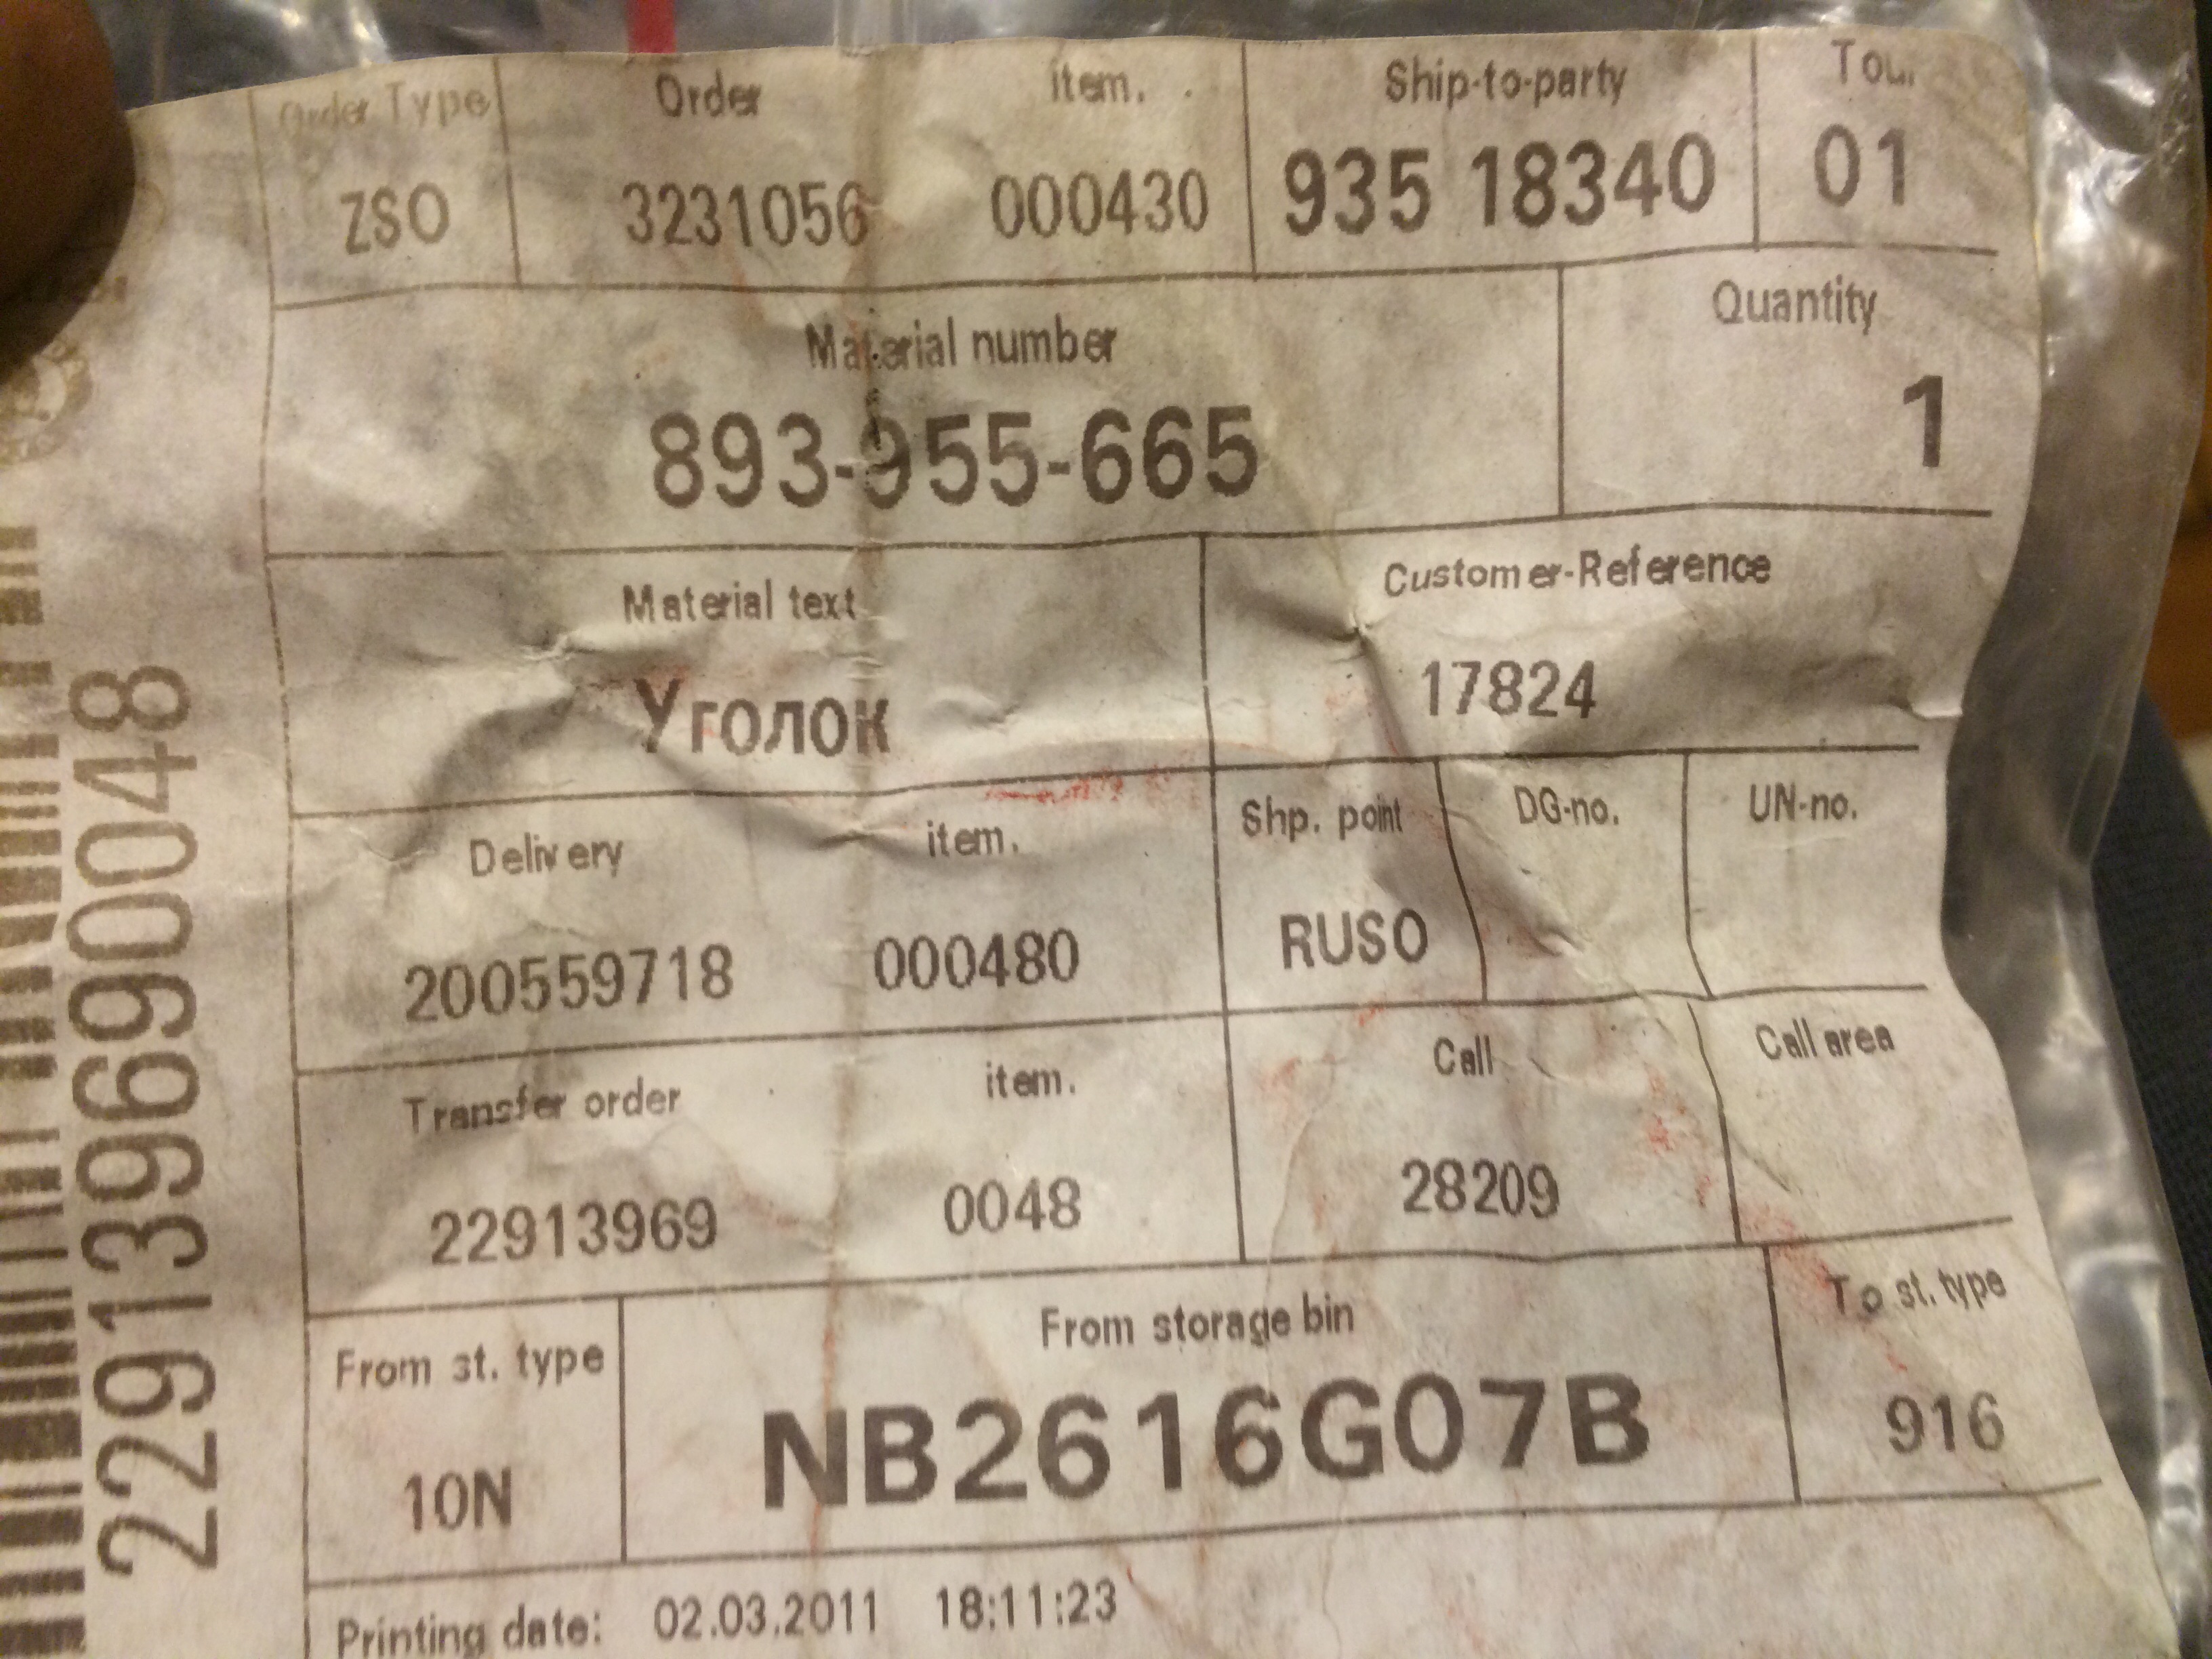 Order Type Order item. Ship-to-party
ZSO 3231056 000430 935 18340 01
Material number Quantity
893-955-665 1
Material text Customer-Reference
Уголок 17824
Delivery item. Shp. point DG-no. UN-no.
200559718 000480 RUSO
Transfer order item. Call Call area
22913969 0048 28209
From st. type From storage bin To st. type
10N NB2616G07B 916
Printing date: 02.03.2011 18:11:23
229139690048